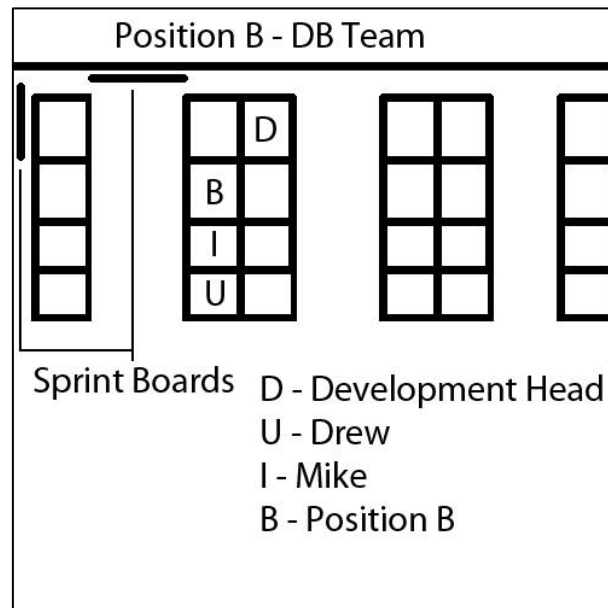 Position B - DB Team
D
B
I
U
Sprint Boards
D - Development Head
U - Drew
I - Mike
B - Position B